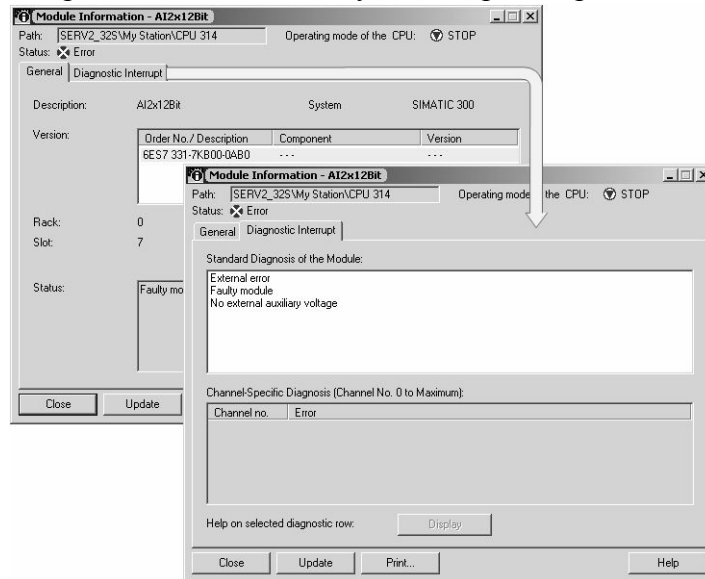 Module Information - AI2x12Bit
Path: SERV2_32S\My Station\CPU 314 Operating mode of the CPU: STOP
Status: Error
General Diagnostic Interrupt
Description: AI2x12Bit System SIMATIC 300
Version: Order No./ Description Component Version
6ES7 331-7KB00-0AB0 --- ---
Rack: 0
Slot: 7
Status: Faulty mo
Close Update
Module Information - AI2x12Bit
Path: SERV2_32S\My Station\CPU 314 Operating mode the CPU: STOP
Status: Error
General Diagnostic Interrupt
Standard Diagnosis of the Module:
External error
Faulty module
No external auxiliary voltage
Channel-Specific Diagnosis (Channel No. 0 to Maximum):
Channel no. Error
Help on selected diagnostic row: Display
Close Update Print... Help